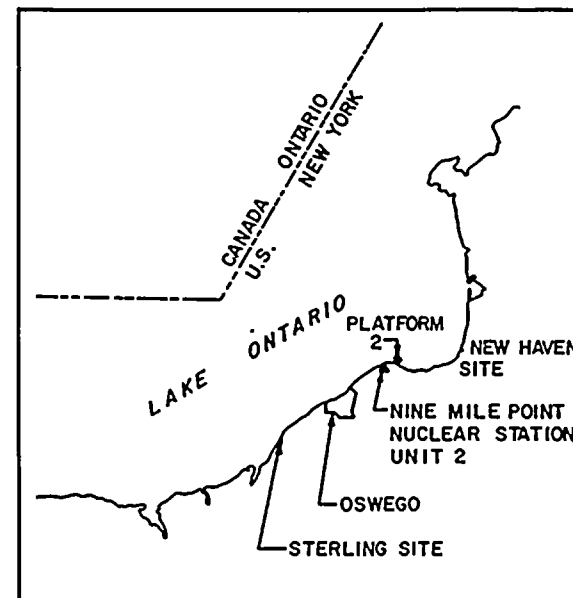 ONTARIO
NEW YORK
CANADA
U.S.
LAKE ONTARIO
PLATFORM
2
NEW HAVEN
SITE
NINE MILE POINT
NUCLEAR STATION
UNIT 2
OSWEGO
STERLING SITE